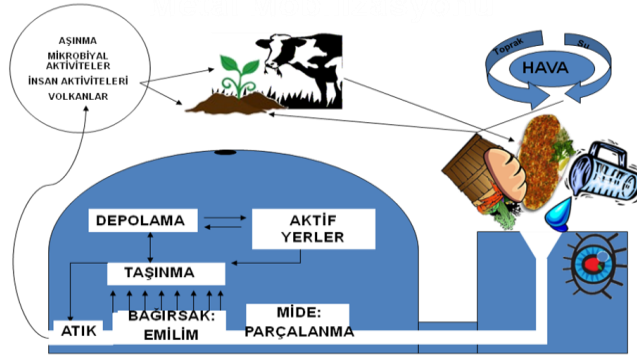 AŞINMA
MİKROBİYAL
AKTİVİTELER
İNSAN AKTİVİTELERİ
VOLKANLAR
Toprak
Su
HAVA
DEPOLAMA
AKTİF
YERLER
TAŞINMA
ATIK
BAĞIRSAK:
EMİLİM
MİDE:
PARÇALANMA